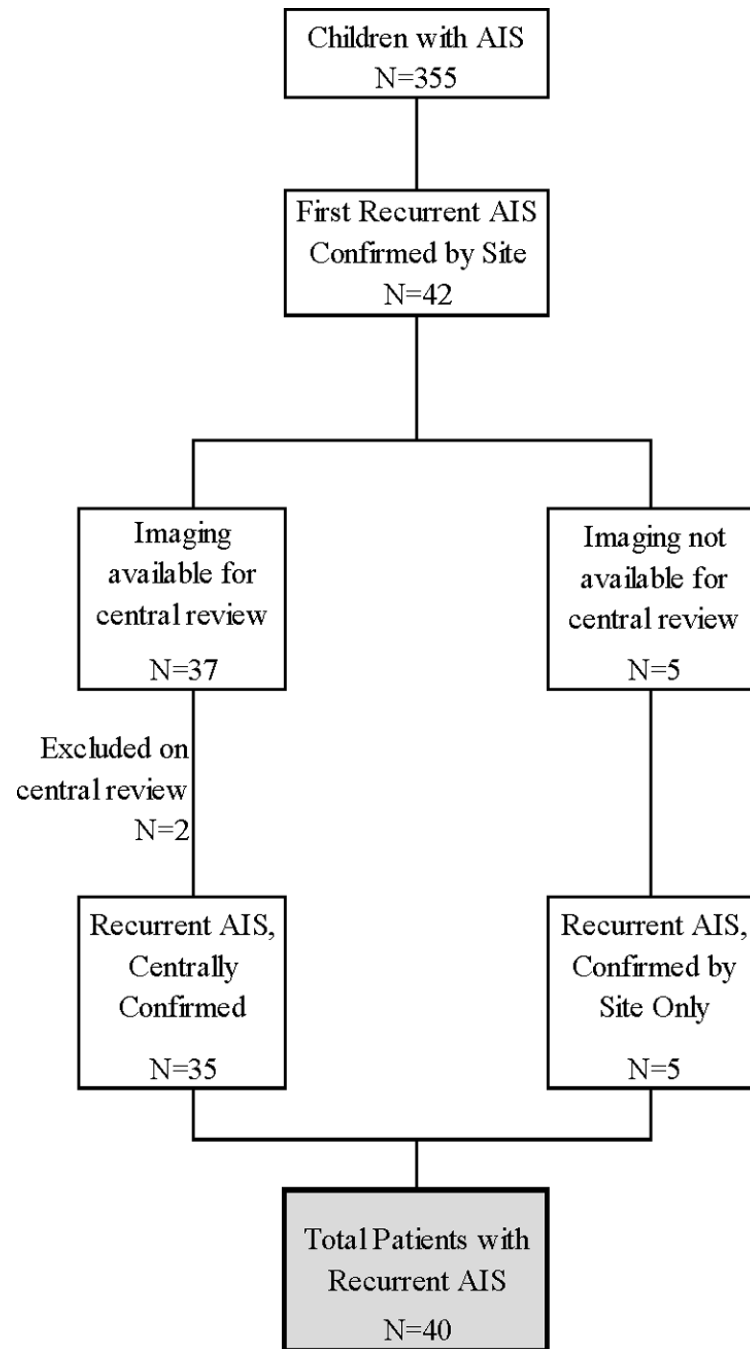 Children with AIS
N=355
First Recurrent AIS
Confirmed by Site
N=42
Imaging
available for
central review
N=37
Imaging not
available for
central review
N=5
Excluded on
central review
N=2
Recurrent AIS,
Centrally
Confirmed
N=35
Recurrent AIS,
Confirmed by
Site Only
N=5
Total Patients with
Recurrent AIS
N=40